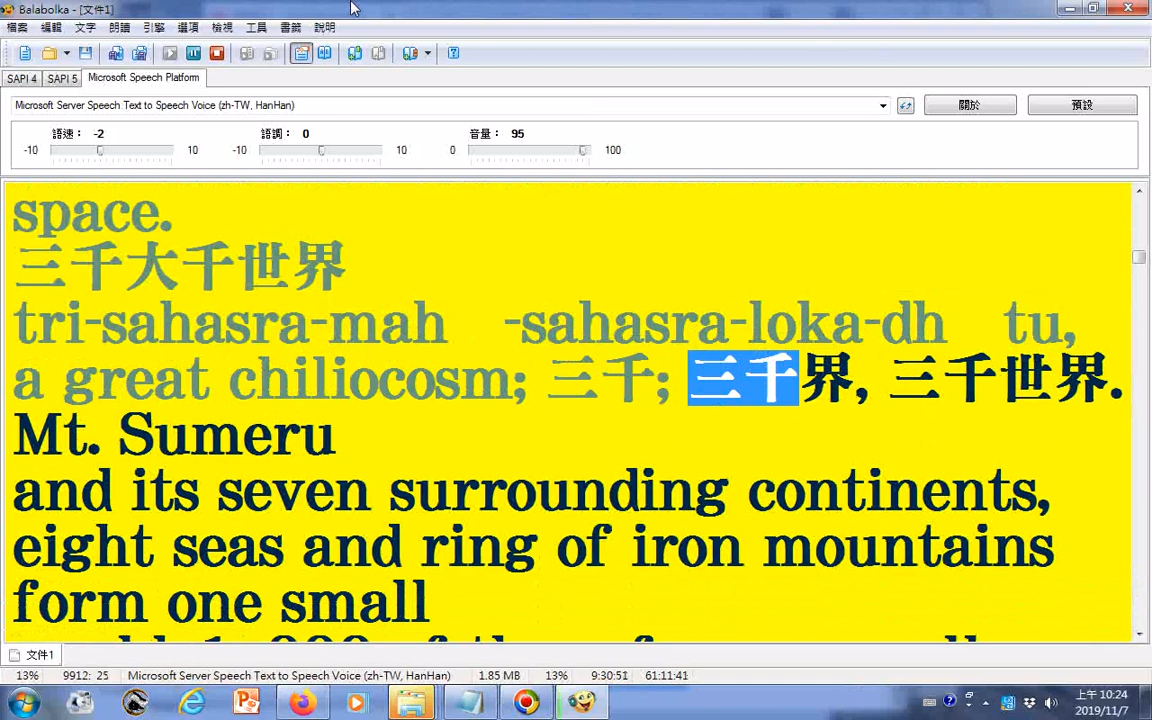 Balabolka - [文件1]
檔案 編輯 文字 朗讀 引擎 選項 檢視 工具 書籤 說明
SAPI 4 SAPI 5 Microsoft Speech Platform
Microsoft Server Speech Text to Speech Voice (zh-TW, HanHan) 關於 預設
語速： -2 語調： 0 音量： 95
-10 10 -10 10 0 100
space.
三千大千世界
tri-sahasra-mah -sahasra-loka-dh tu,
a great chiliocosm; 三千; 三千界, 三千世界.
Mt. Sumeru
and its seven surrounding continents,
eight seas and ring of iron mountains
form one small
文件1
13% 9912: 25 Microsoft Server Speech Text to Speech Voice (zh-TW, HanHan) 1.85 MB 13% 9:30:51 61:11:41
上午 10:24
2019/11/7